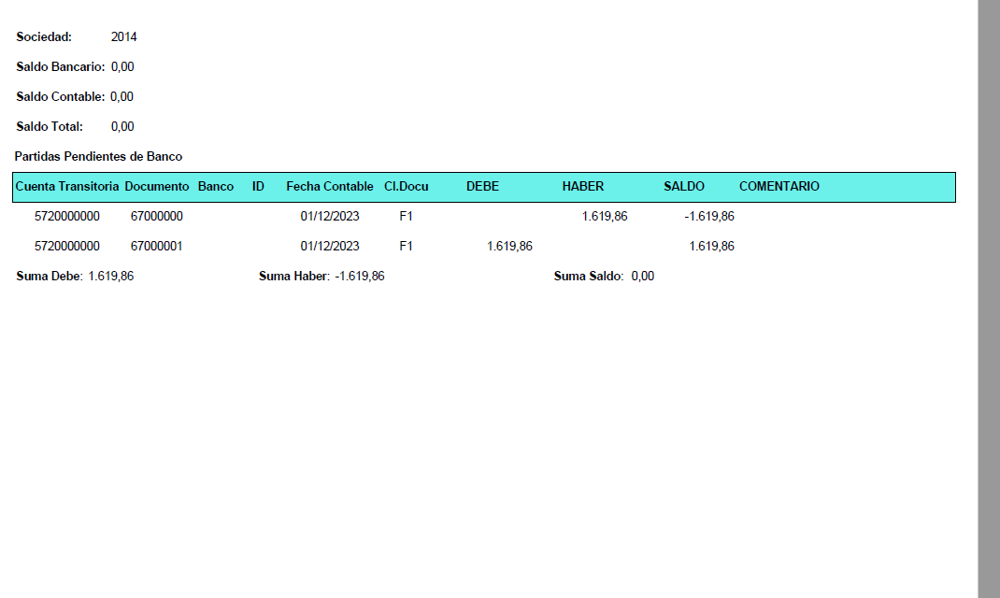 Sociedad: 2014
Saldo Bancario: 0,00
Saldo Contable: 0,00
Saldo Total: 0,00
Partidas Pendientes de Banco
Cuenta Transitoria Documento Banco ID Fecha Contable Cl.Docu DEBE HABER SALDO COMENTARIO
5720000000 67000000 01/12/2023 F1 1.619,86 -1.619,86
5720000000 67000001 01/12/2023 F1 1.619,86 1.619,86
Suma Debe: 1.619,86 Suma Haber: -1.619,86 Suma Saldo: 0,00